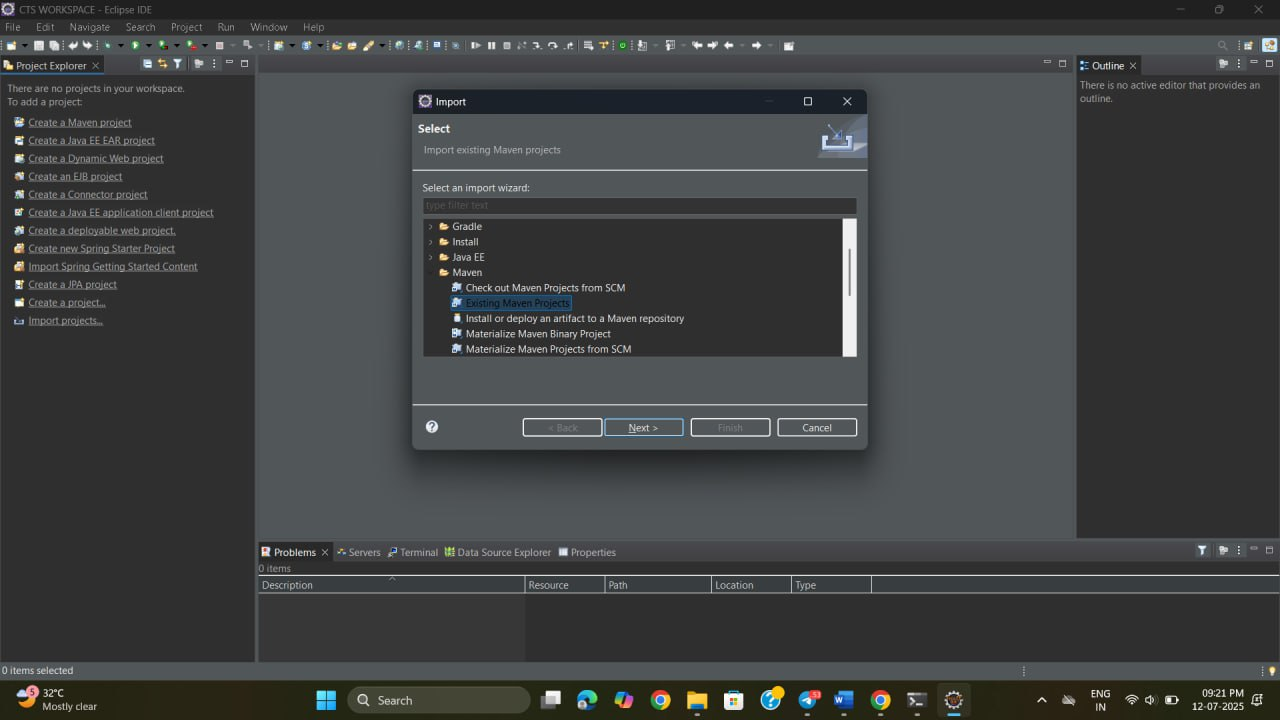 CTS WORKSPACE - Eclipse IDE
File Edit Navigate Search Project Run Window Help
Project Explorer
There are no projects in your workspace.
To add a project:
Create a Maven project
Create a Java EE EAR project
Create a Dynamic Web project
Create an EJB project
Create a Connector project
Create a Java EE application client project
Create a deployable web project.
Create new Spring Starter Project
Import Spring Getting Started Content
Create a JPA project
Create a project...
Import projects...
Import
Select
Import existing Maven projects
Select an import wizard:
type filter text
Gradle
Install
Java EE
Maven
Check out Maven Projects from SCM
Existing Maven Projects
Install or deploy an artifact to a Maven repository
Materialize Maven Binary Project
Materialize Maven Projects from SCM
?
< Back Next > Finish Cancel
Outline
There is no active editor that provides an
outline.
Problems Servers Terminal Data Source Explorer Properties
0 items
Description Resource Path Location Type
0 items selected
5
32°C
Mostly clear
Search
53
ENG
IN
09:21 PM
12-07-2025